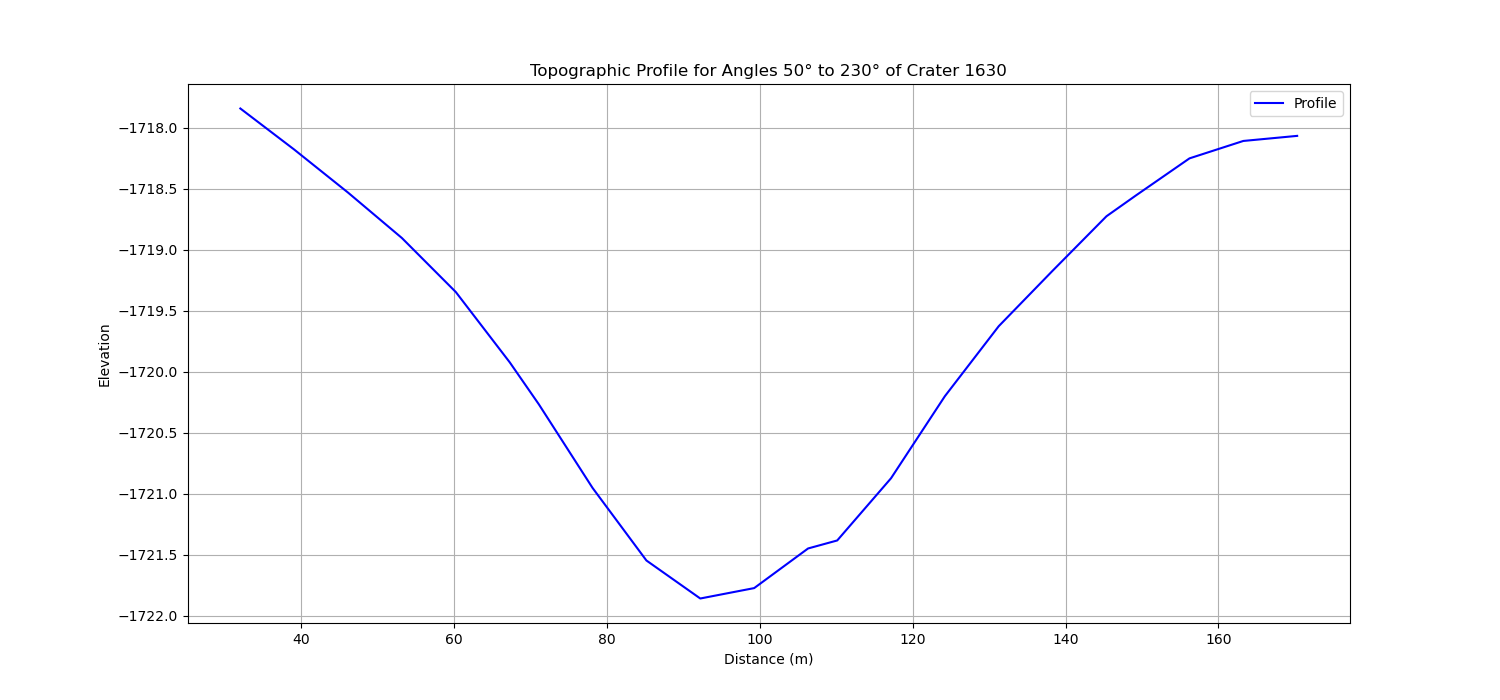 Topographic Profile for Angles 50° to 230° of Crater 1630
Profile
−1718.0
−1718.5
−1719.0
−1719.5
−1720.0
−1720.5
−1721.0
−1721.5
−1722.0
Elevation
40 60 80 100 120 140 160
Distance (m)